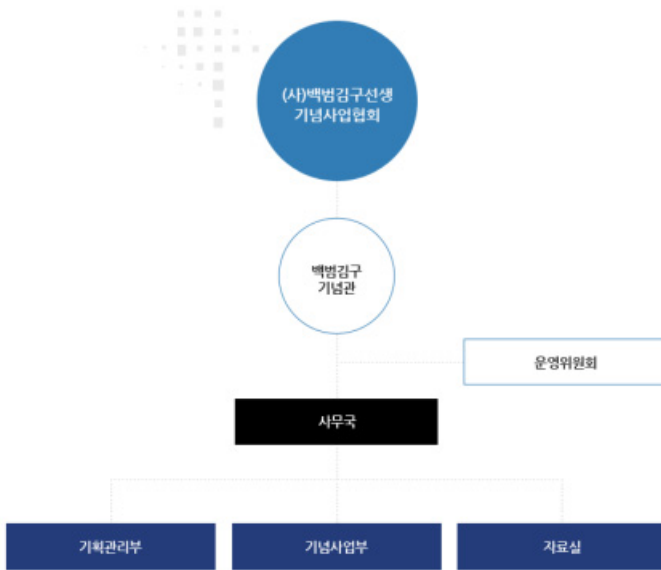 (사)백범김구선생
기념사업협회
백범김구
기념관
운영위원회
사무국
기획관리부
기념사업부
자료실